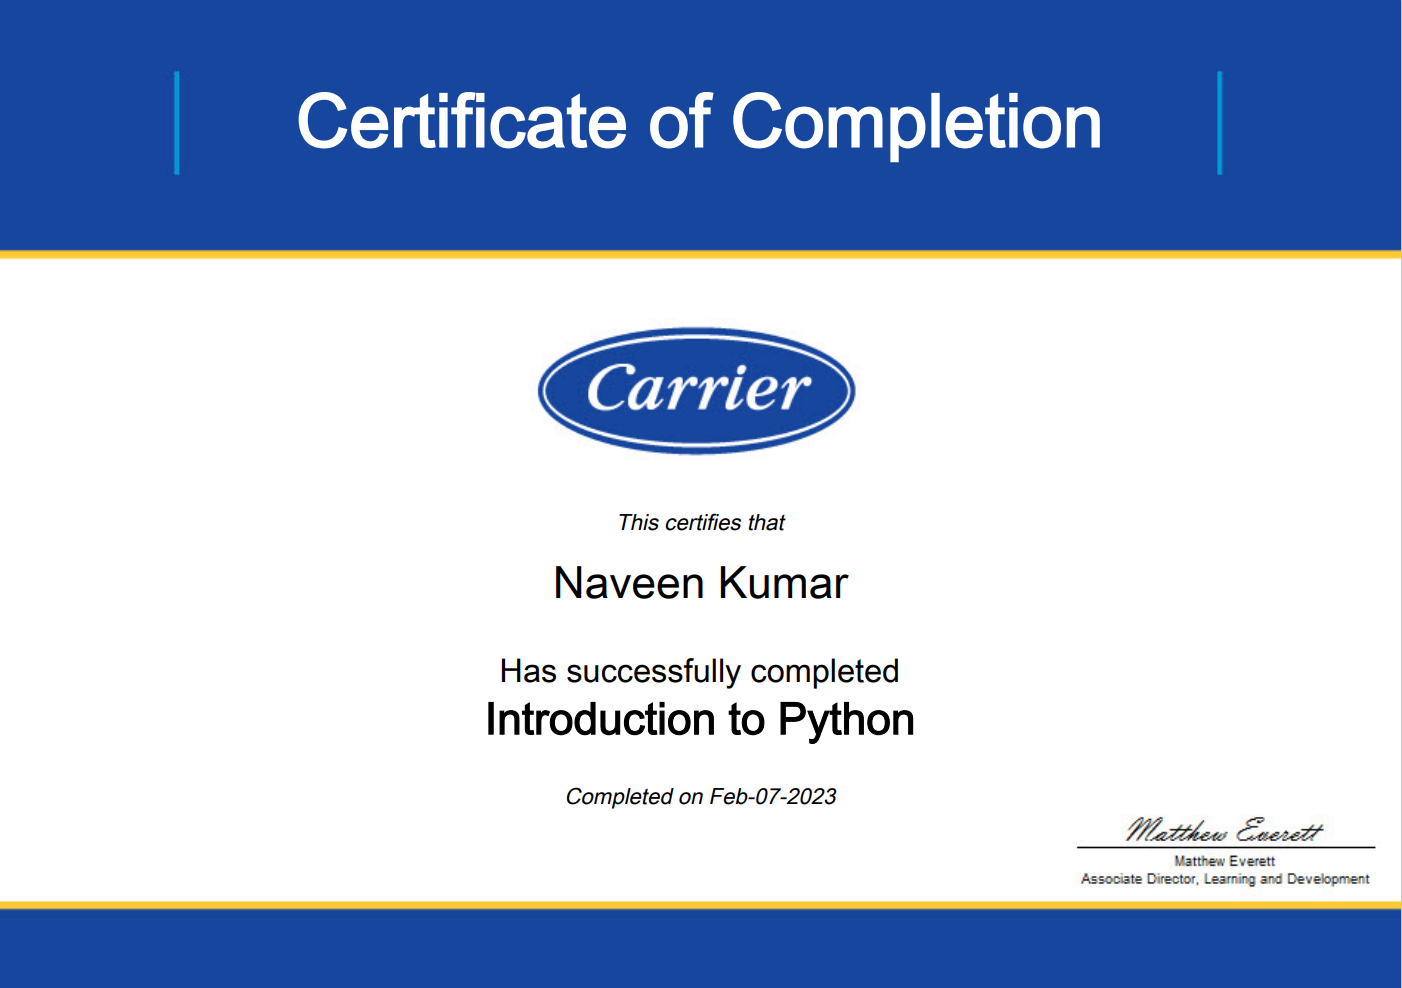 Certificate of Completion
Carrier
This certifies that
Naveen Kumar
Has successfully completed
Introduction to Python
Completed on Feb-07-2023
Matthew Everett
Matthew Everett
Associate Director, Learning and Development